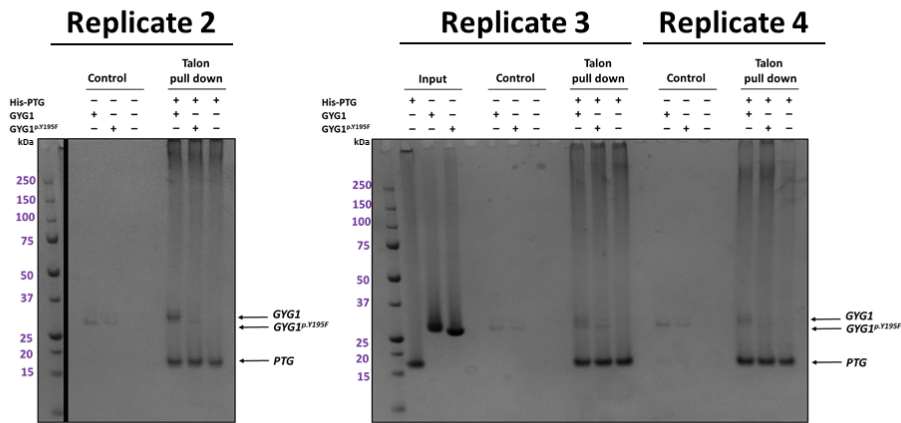 Replicate 2
Replicate 3
Replicate 4
Control
Talon
pull down
Input
Control
Talon
pull down
Control
Talon
pull down
His-PTG − − − + + +
GYG1 + − − + − −
GYG1p.Y195F − + − − + −
His-PTG + − − − − − + + + − − − + + +
GYG1 − + − + − − + − − + − − + − −
GYG1p.Y195F − − + − + − − + − − + − − + −
kDa
250
150
100
75
50
37
25
20
15
GYG1
GYG1p.Y195F
PTG
kDa
250
150
100
75
50
37
25
20
15
GYG1
GYG1p.Y195F
PTG